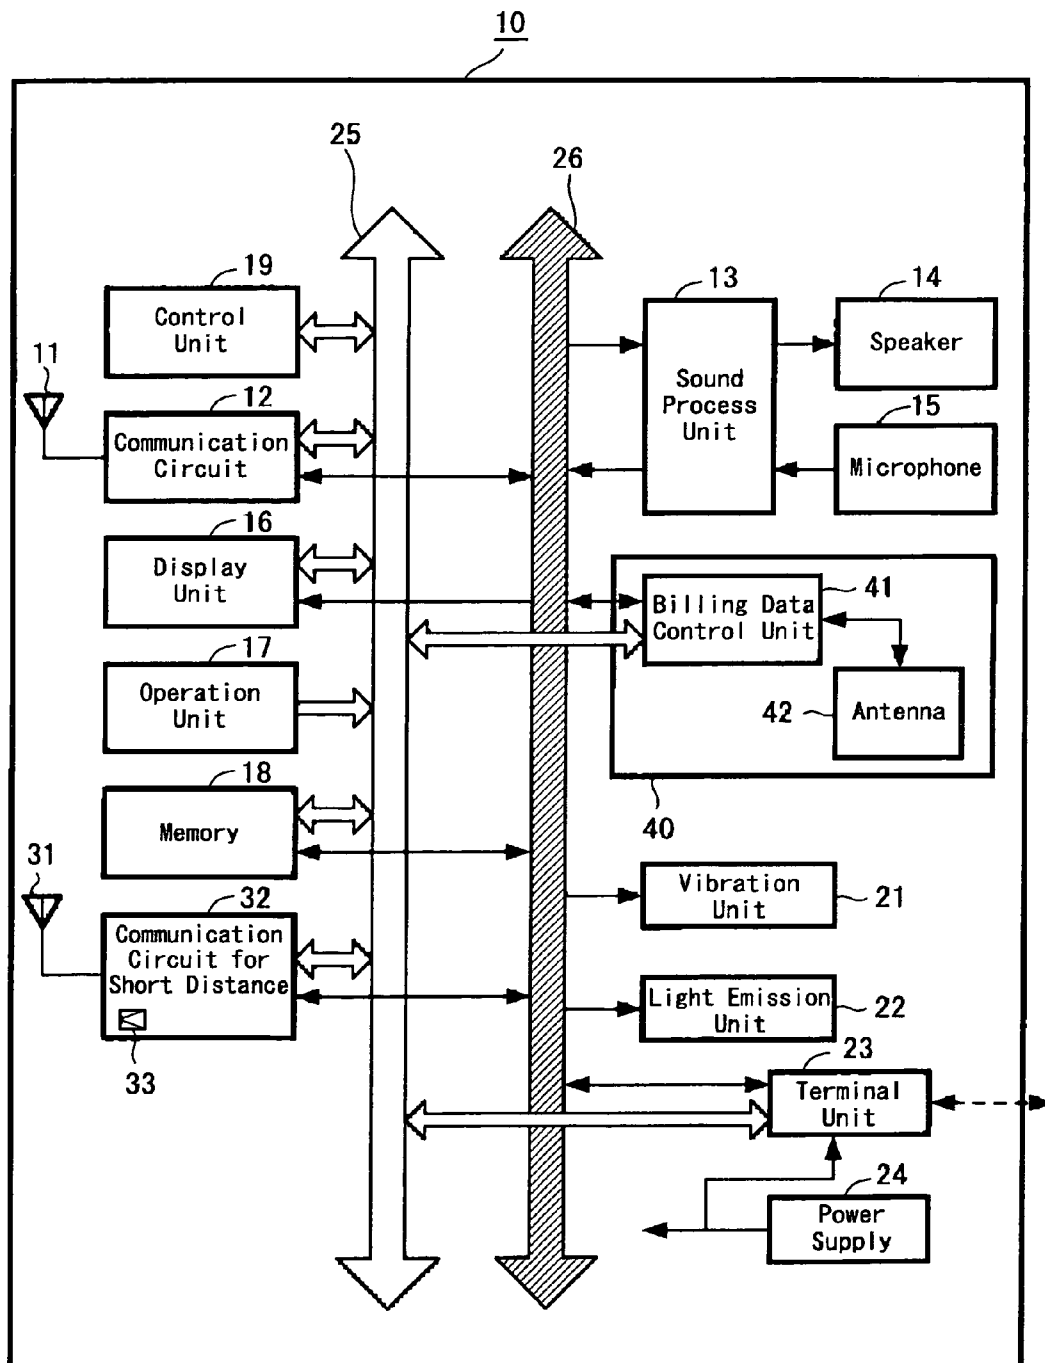 10
25
26
19
Control
Unit
11
12
Communication
Circuit
16
Display
Unit
17
Operation
Unit
18
Memory
31
32
Communication
Circuit for
Short Distance
33
13
Sound
Process
Unit
14
Speaker
15
Microphone
41
Billing Data
Control Unit
42
Antenna
40
Vibration
Unit
21
Light Emission
Unit
22
23
Terminal
Unit
24
Power
Supply